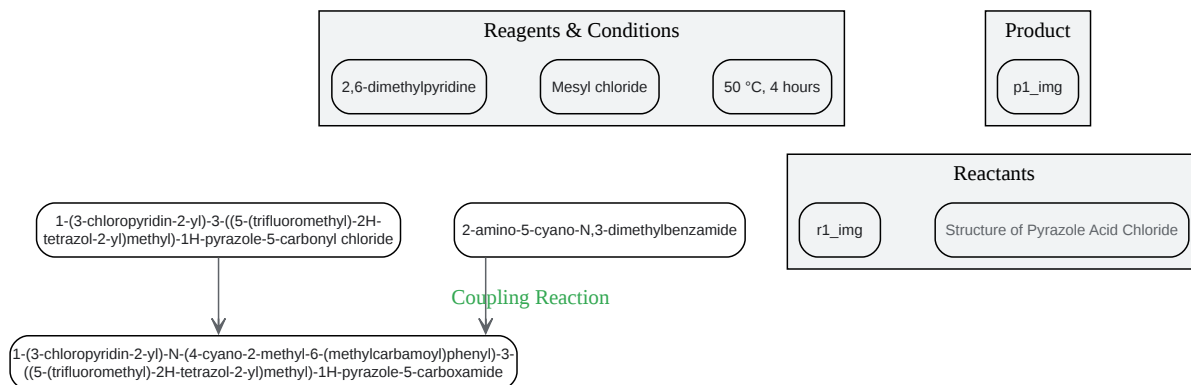 Reagents & Conditions
2,6-dimethylpyridine
Mesyl chloride
50 °C, 4 hours
Product
p1_img
Reactants
r1_img
Structure of Pyrazole Acid Chloride
1-(3-chloropyridin-2-yl)-3-((5-(trifluoromethyl)-2H-
tetrazol-2-yl)methyl)-1H-pyrazole-5-carbonyl chloride
2-amino-5-cyano-N,3-dimethylbenzamide
Coupling Reaction
1-(3-chloropyridin-2-yl)-N-(4-cyano-2-methyl-6-(methylcarbamoyl)phenyl)-3-
((5-(trifluoromethyl)-2H-tetrazol-2-yl)methyl)-1H-pyrazole-5-carboxamide